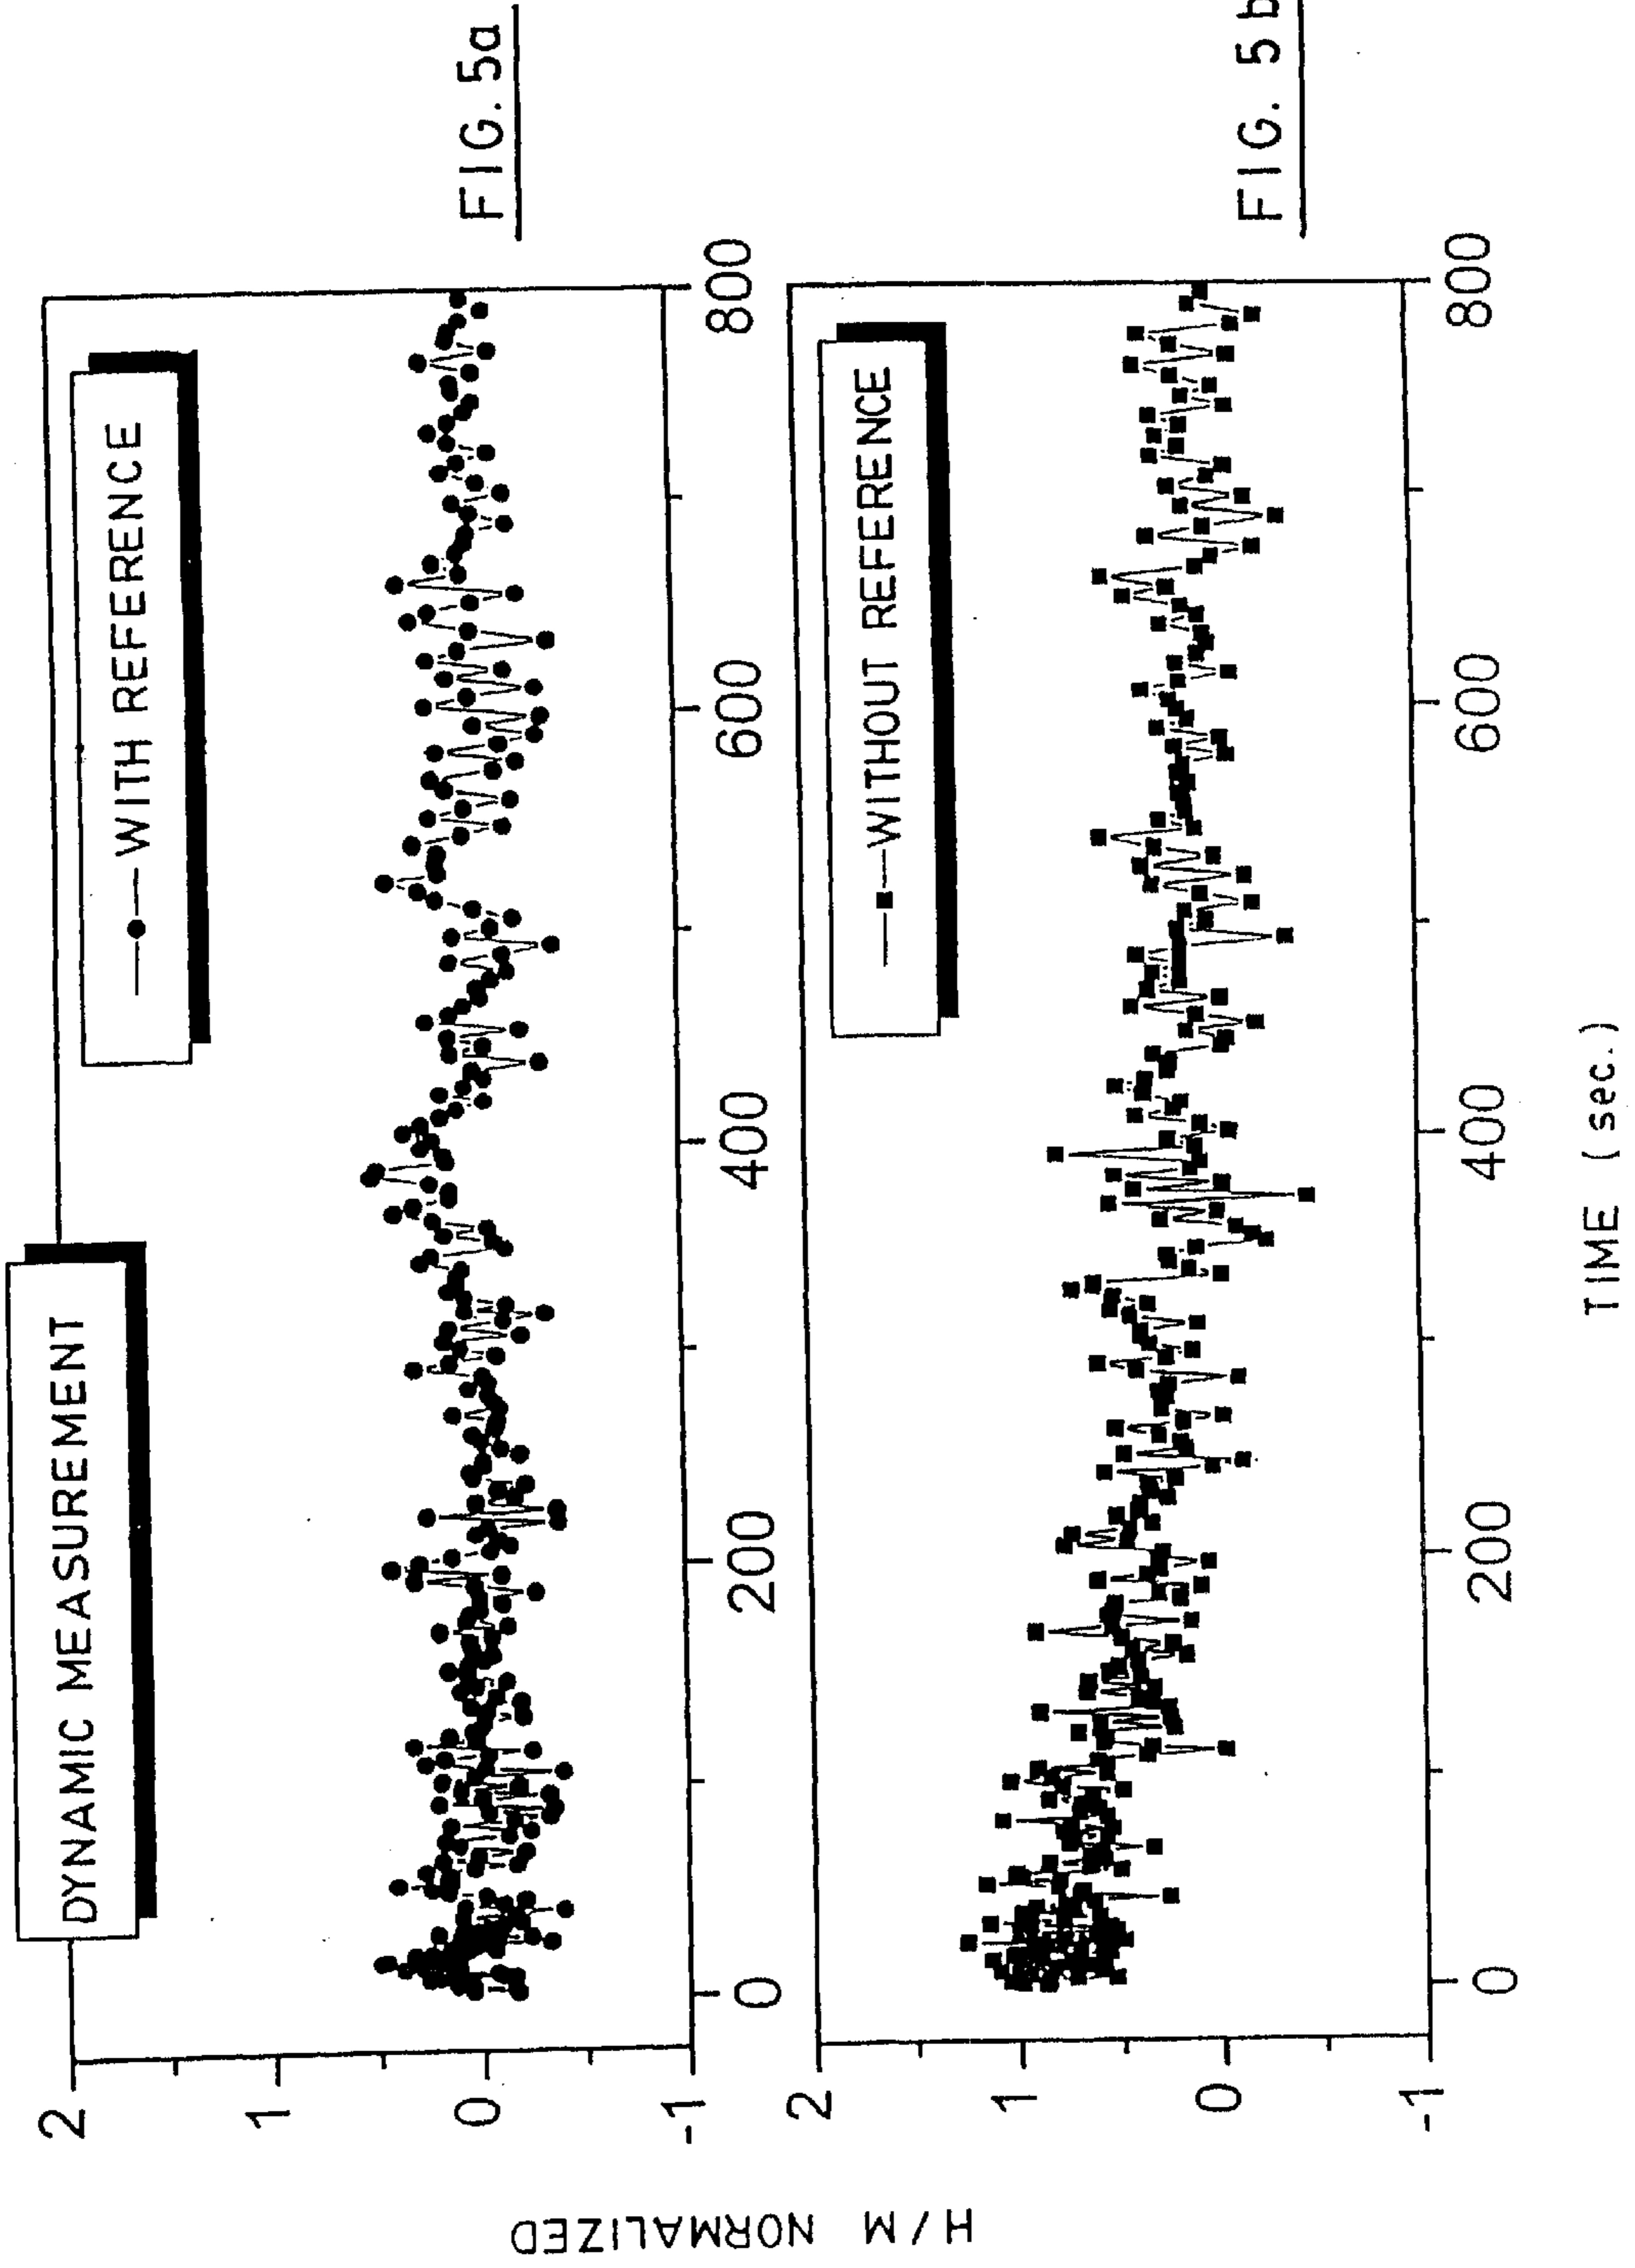 DYNAMIC MEASUREMENT
WITH REFERENCE
2
1
0
-1
0
200
400
600
800
FIG. 5a
WITHOUT REFERENCE
2
1
0
-1
0
200
400
600
800
FIG. 5b
H/M NORMALIZED
TIME (sec.)